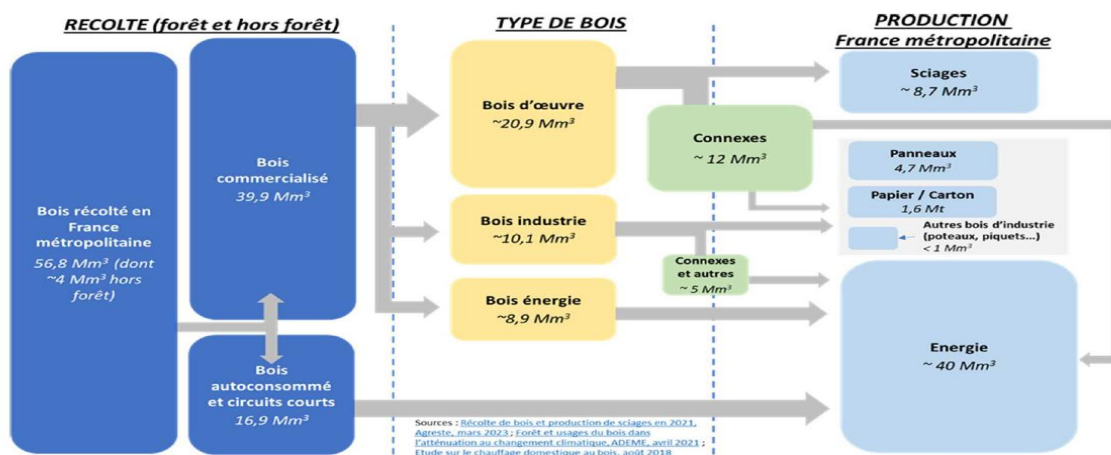 RECOLTE (forêt et hors forêt)
TYPE DE BOIS
PRODUCTION
France métropolitaine
Bois récolté en
France
métropolitaine
56,8 Mm³ (dont
~4 Mm³ hors
forêt)
Bois
commercialisé
39,9 Mm³
Bois
autoconsommé
et circuits courts
16,9 Mm³
Bois d'œuvre
~20,9 Mm³
Bois industrie
~10,1 Mm³
Bois énergie
~8,9 Mm³
Connexes
~ 12 Mm³
Connexes
et autres
~ 5 Mm³
Sciages
~ 8,7 Mm³
Panneaux
4,7 Mm³
Papier / Carton
1,6 Mt
Autres bois d'industrie
(poteaux, piquets...)
< 1 Mm³
Energie
~ 40 Mm³
Sources : Récolte de bois et production de sciages en 2021,
Agreste, mars 2023 ; Forêt et usages du bois dans
l'atténuation au changement climatique, ADEME, avril 2021 ;
Etude sur le chauffage domestique au bois, août 2018